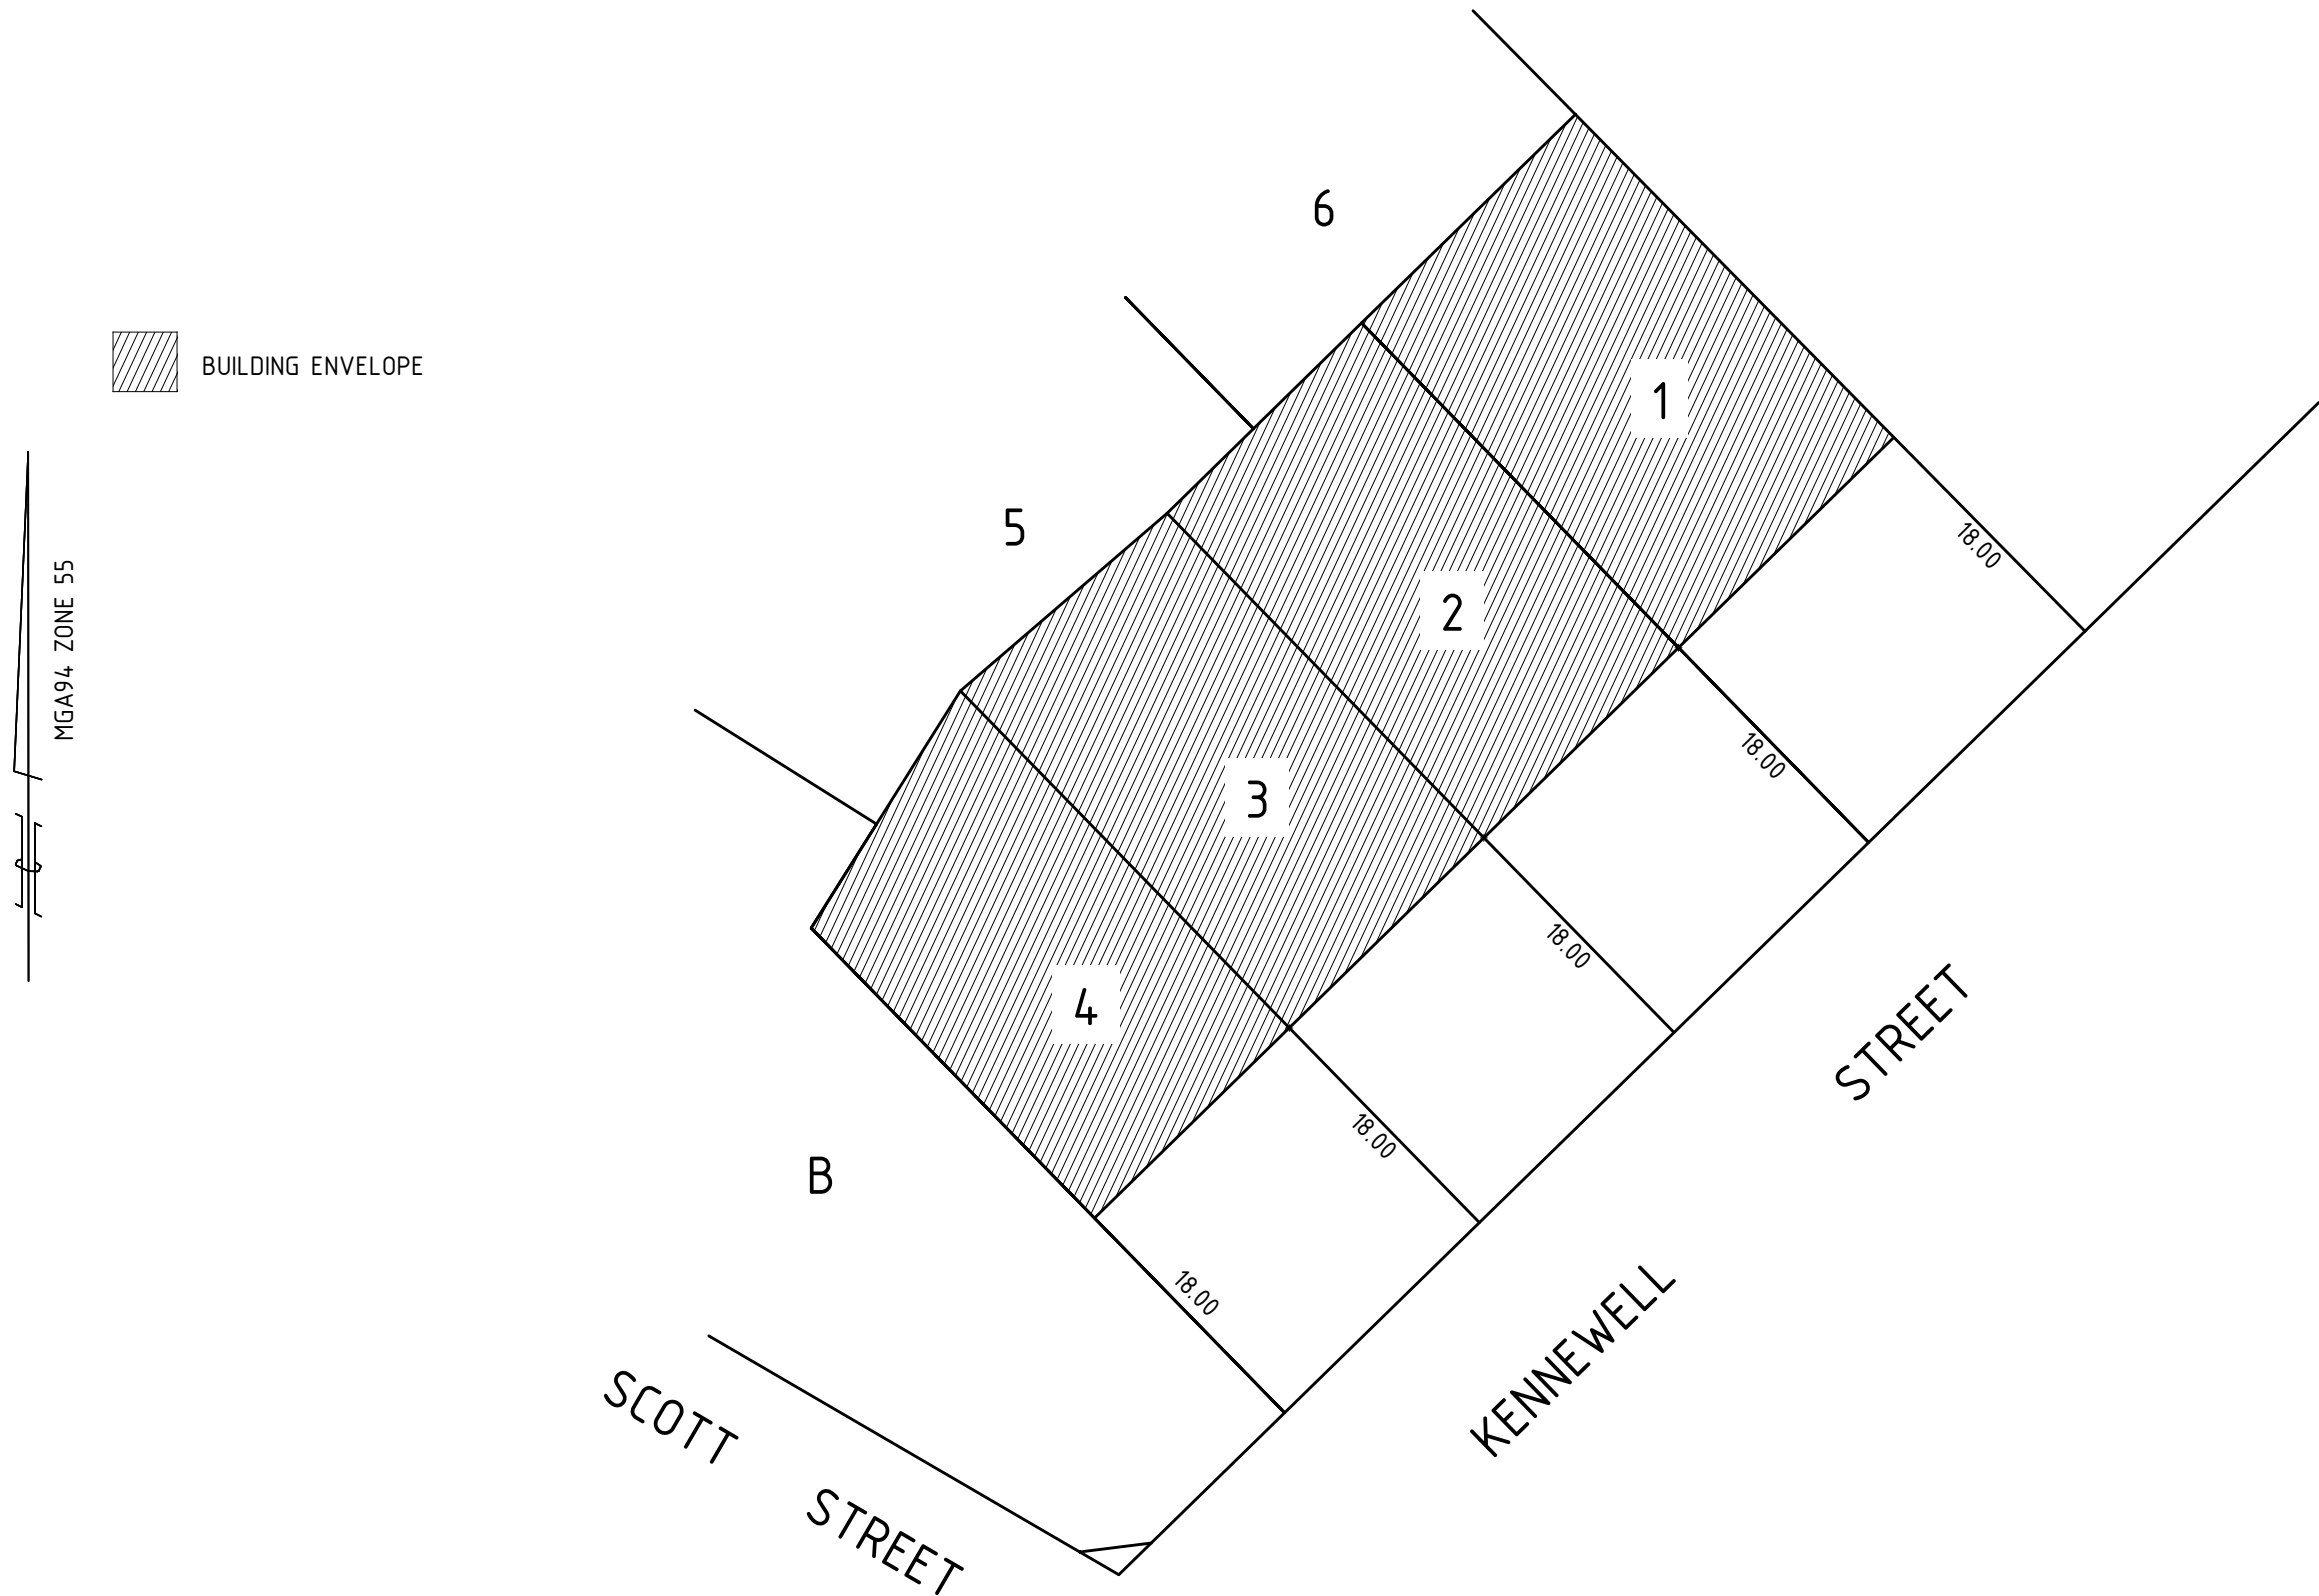 6
1
BUILDING ENVELOPE
5
18.00
MGA94 ZONE 55
2
18.00
3
18.00
4
STREET
18.00
B
18.00
KENNEWELL
SCOTT
STREET